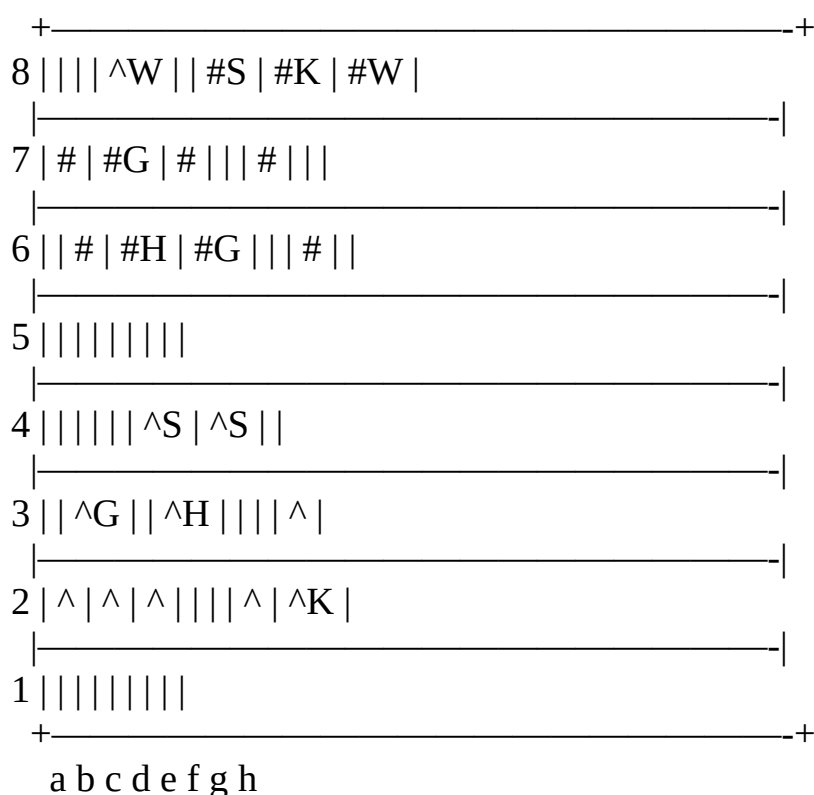 +——————————————————-+
8 | | | | ^W | | #S | #K | #W |
|——————————————————-|
7 | # | #G | # | | | # | | |
|——————————————————-|
6 | | # | #H | #G | | | # | |
|——————————————————-|
5 | | | | | | | | |
|——————————————————-|
4 | | | | | | ^S | ^S | |
|——————————————————-|
3 | | ^G | | ^H | | | | ^ |
|——————————————————-|
2 | ^ | ^ | ^ | | | | ^ | ^K |
|——————————————————-|
1 | | | | | | | | |
+——————————————————-+
a b c d e f g h